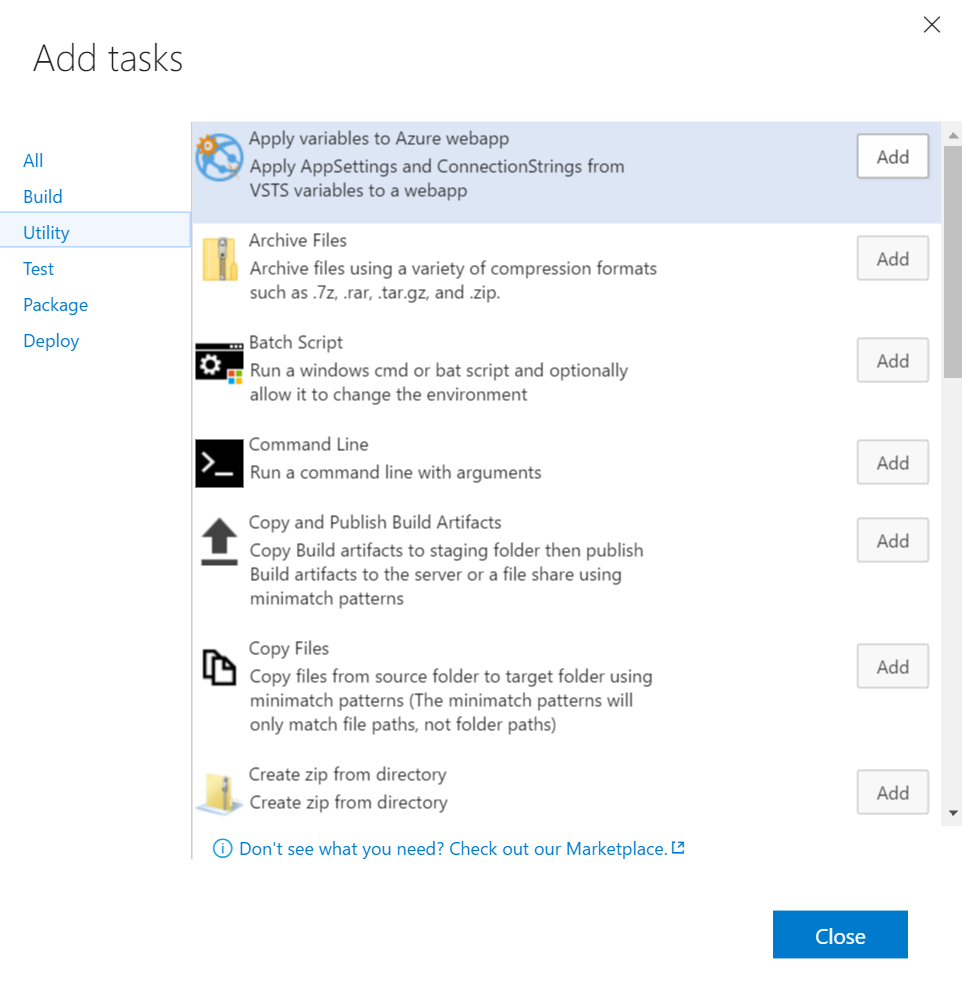 Add tasks
All
Build
Utility
Test
Package
Deploy
Apply variables to Azure webapp
Apply AppSettings and ConnectionStrings from
VSTS variables to a webapp
Add
Archive Files
Archive files using a variety of compression formats
such as .7z, .rar, .tar.gz, and .zip.
Add
Batch Script
Run a windows cmd or bat script and optionally
allow it to change the environment
Add
Command Line
Run a command line with arguments
Add
Copy and Publish Build Artifacts
Copy Build artifacts to staging folder then publish
Build artifacts to the server or a file share using
minimatch patterns
Add
Copy Files
Copy files from source folder to target folder using
minimatch patterns (The minimatch patterns will
only match file paths, not folder paths)
Add
Create zip from directory
Create zip from directory
Add
Don't see what you need? Check out our Marketplace.
Close